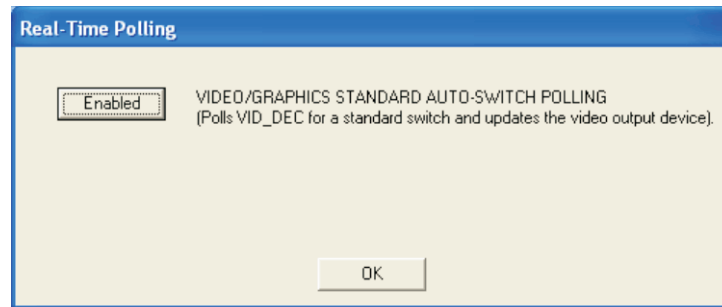 Real-Time Polling
Enabled
VIDEO/GRAPHICS STANDARD AUTO-SWITCH POLLING
(Polls VID_DEC for a standard switch and updates the video output device).
OK